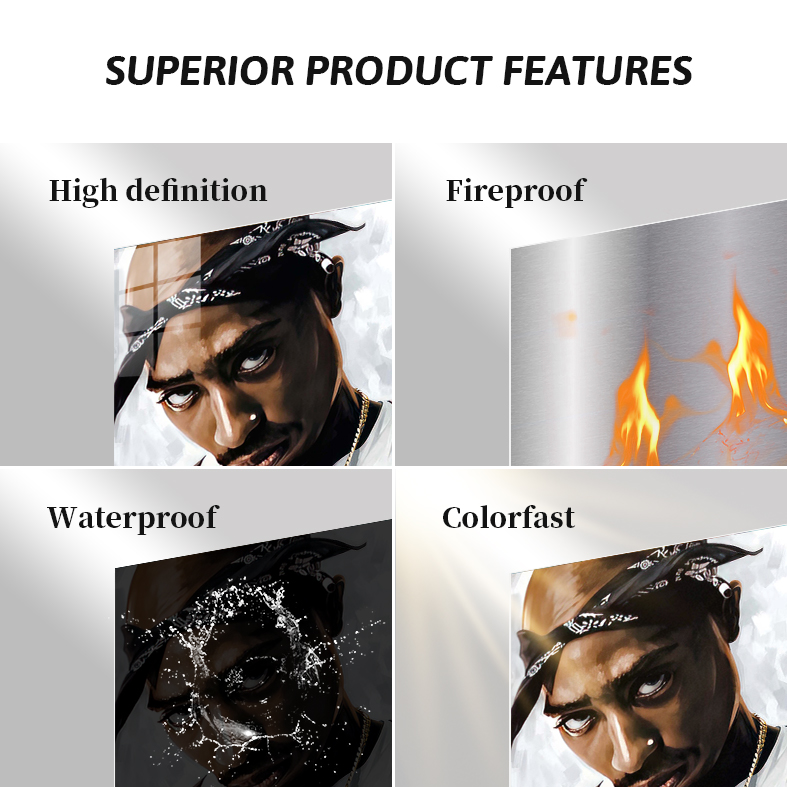 SUPERIOR PRODUCT FEATURES
High definition
Fireproof
Waterproof
Colorfast